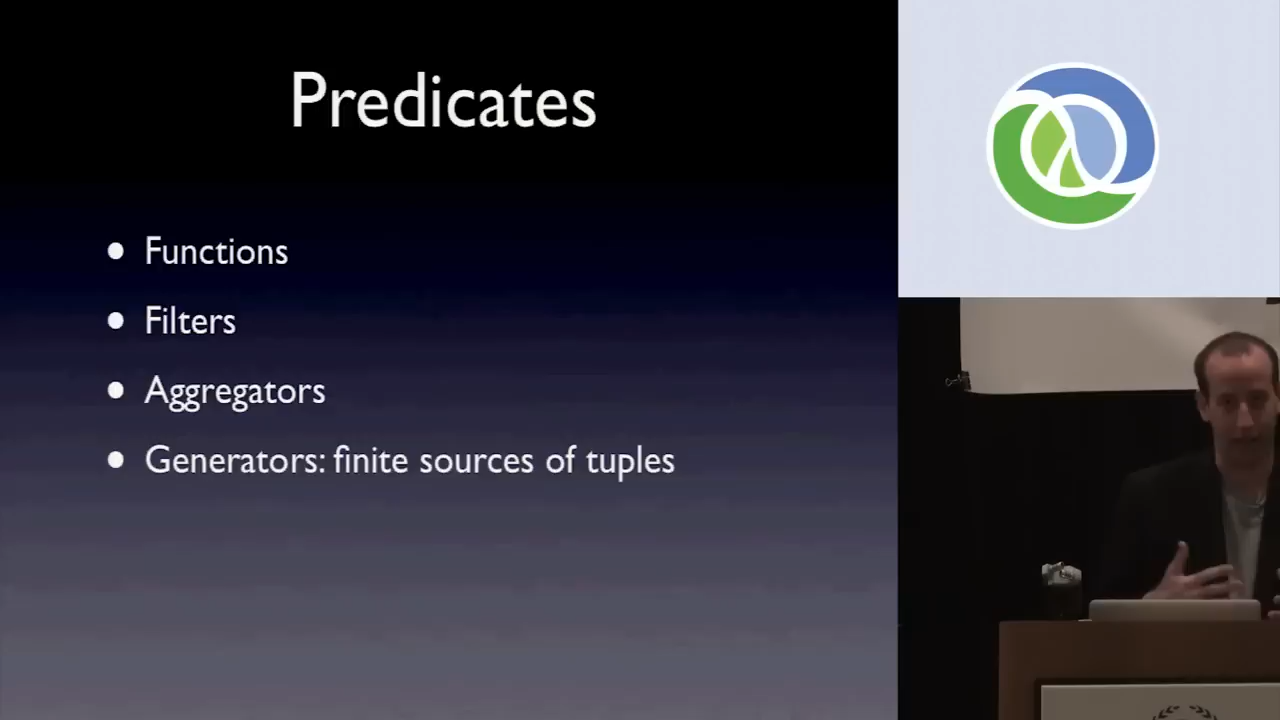 Predicates
• Functions
• Filters
• Aggregators
• Generators: finite sources of tuples